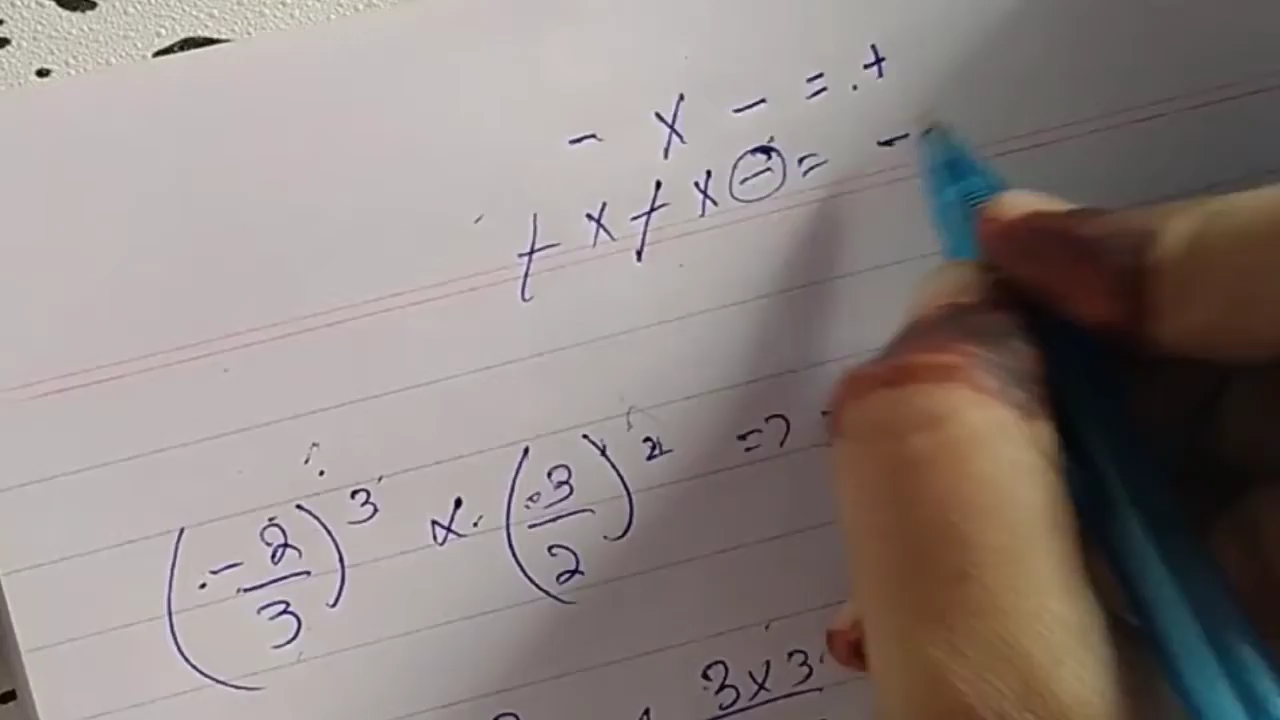 - x - = +
+ x + x - = -
(-2/3)^3 x (3/2)^2 =>
3x3